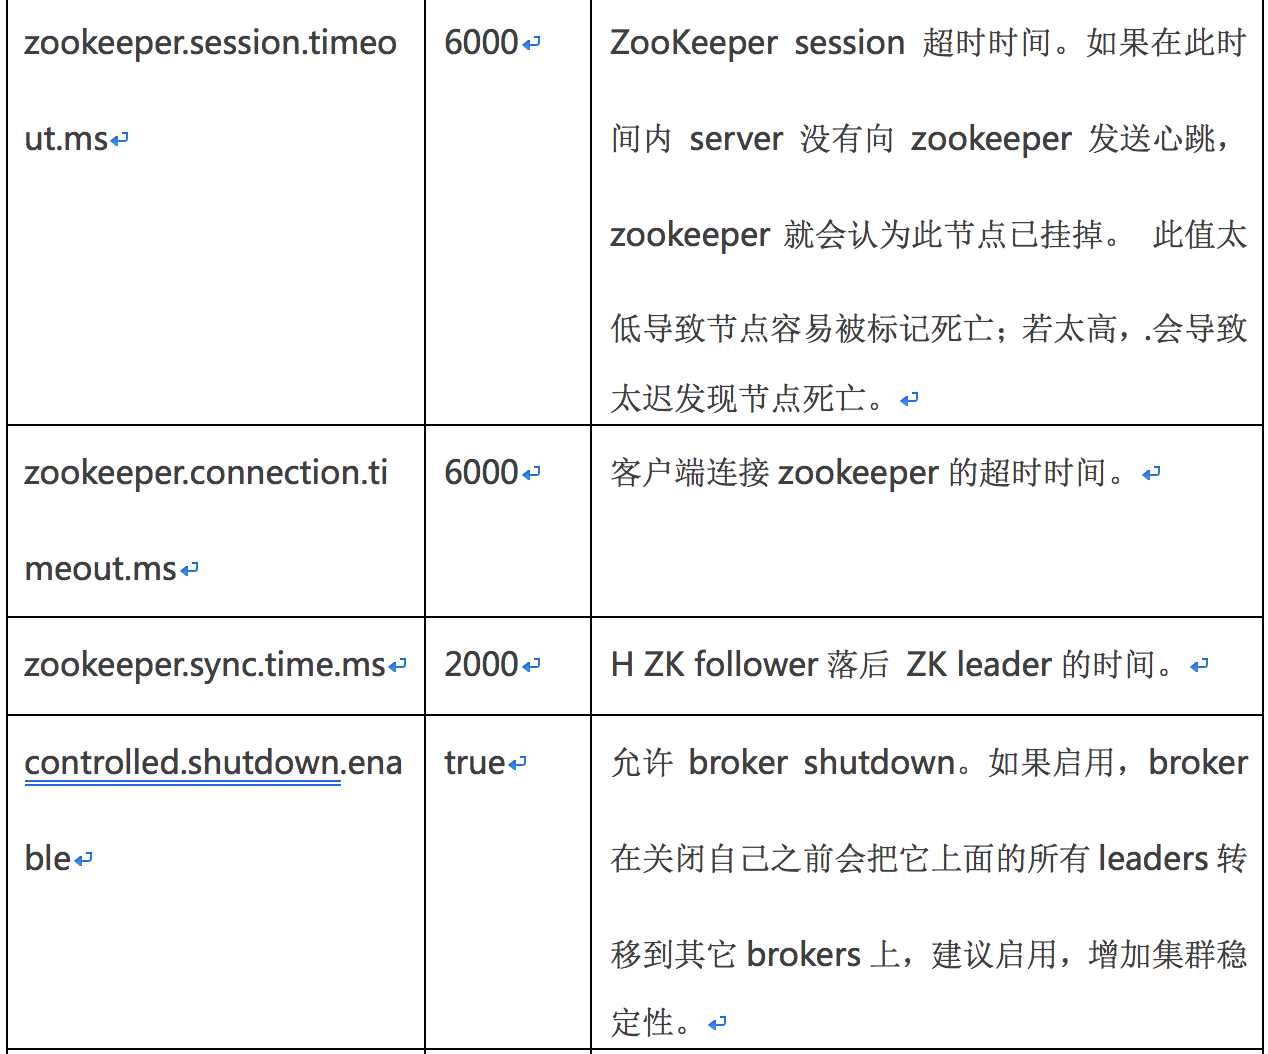 zookeeper.session.timeo
ut.ms
6000
ZooKeeper session 超时时间。如果在此时
间内 server 没有向 zookeeper 发送心跳，
zookeeper 就会认为此节点已挂掉。 此值太
低导致节点容易被标记死亡；若太高，.会导致
太迟发现节点死亡。
zookeeper.connection.ti
meout.ms
6000
客户端连接 zookeeper 的超时时间。
zookeeper.sync.time.ms
2000
H ZK follower 落后 ZK leader 的时间。
controlled.shutdown.ena
ble
true
允许 broker shutdown。如果启用，broker
在关闭自己之前会把它上面的所有 leaders 转
移到其它 brokers 上，建议启用，增加集群稳
定性。